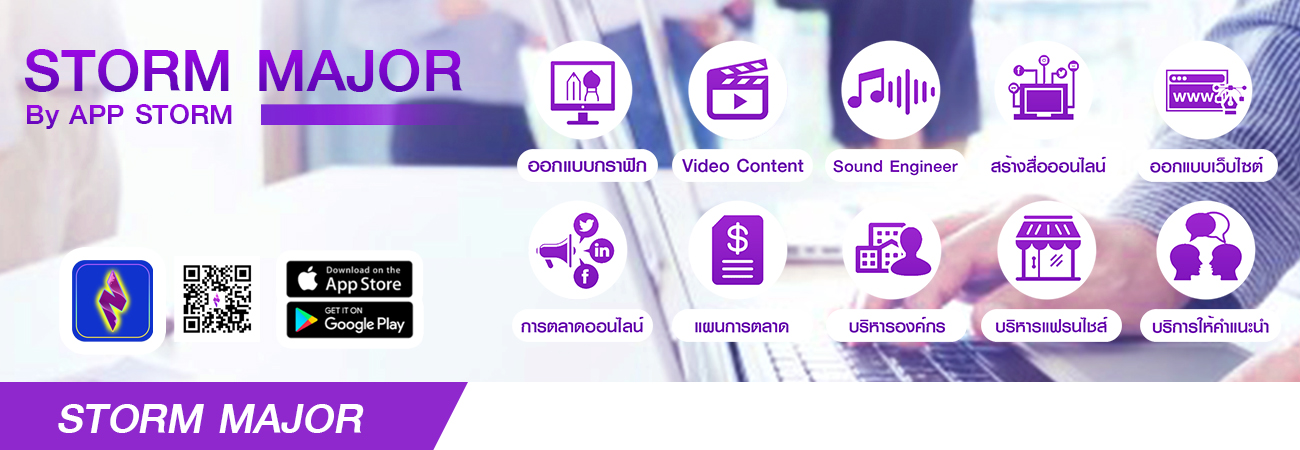 STORM MAJOR
By APP STORM
ออกแบบกราฟิก
Video Content
Sound Engineer
สร้างสื่อออนไลน์
WWW
ออกแบบเว็บไซต์
การตลาดออนไลน์
แผนการตลาด
บริหารองค์กร
บริหารแฟรนไชส์
บริการให้คำแนะนำ
Download on the
App Store
GET IT ON
Google Play
STORM MAJOR